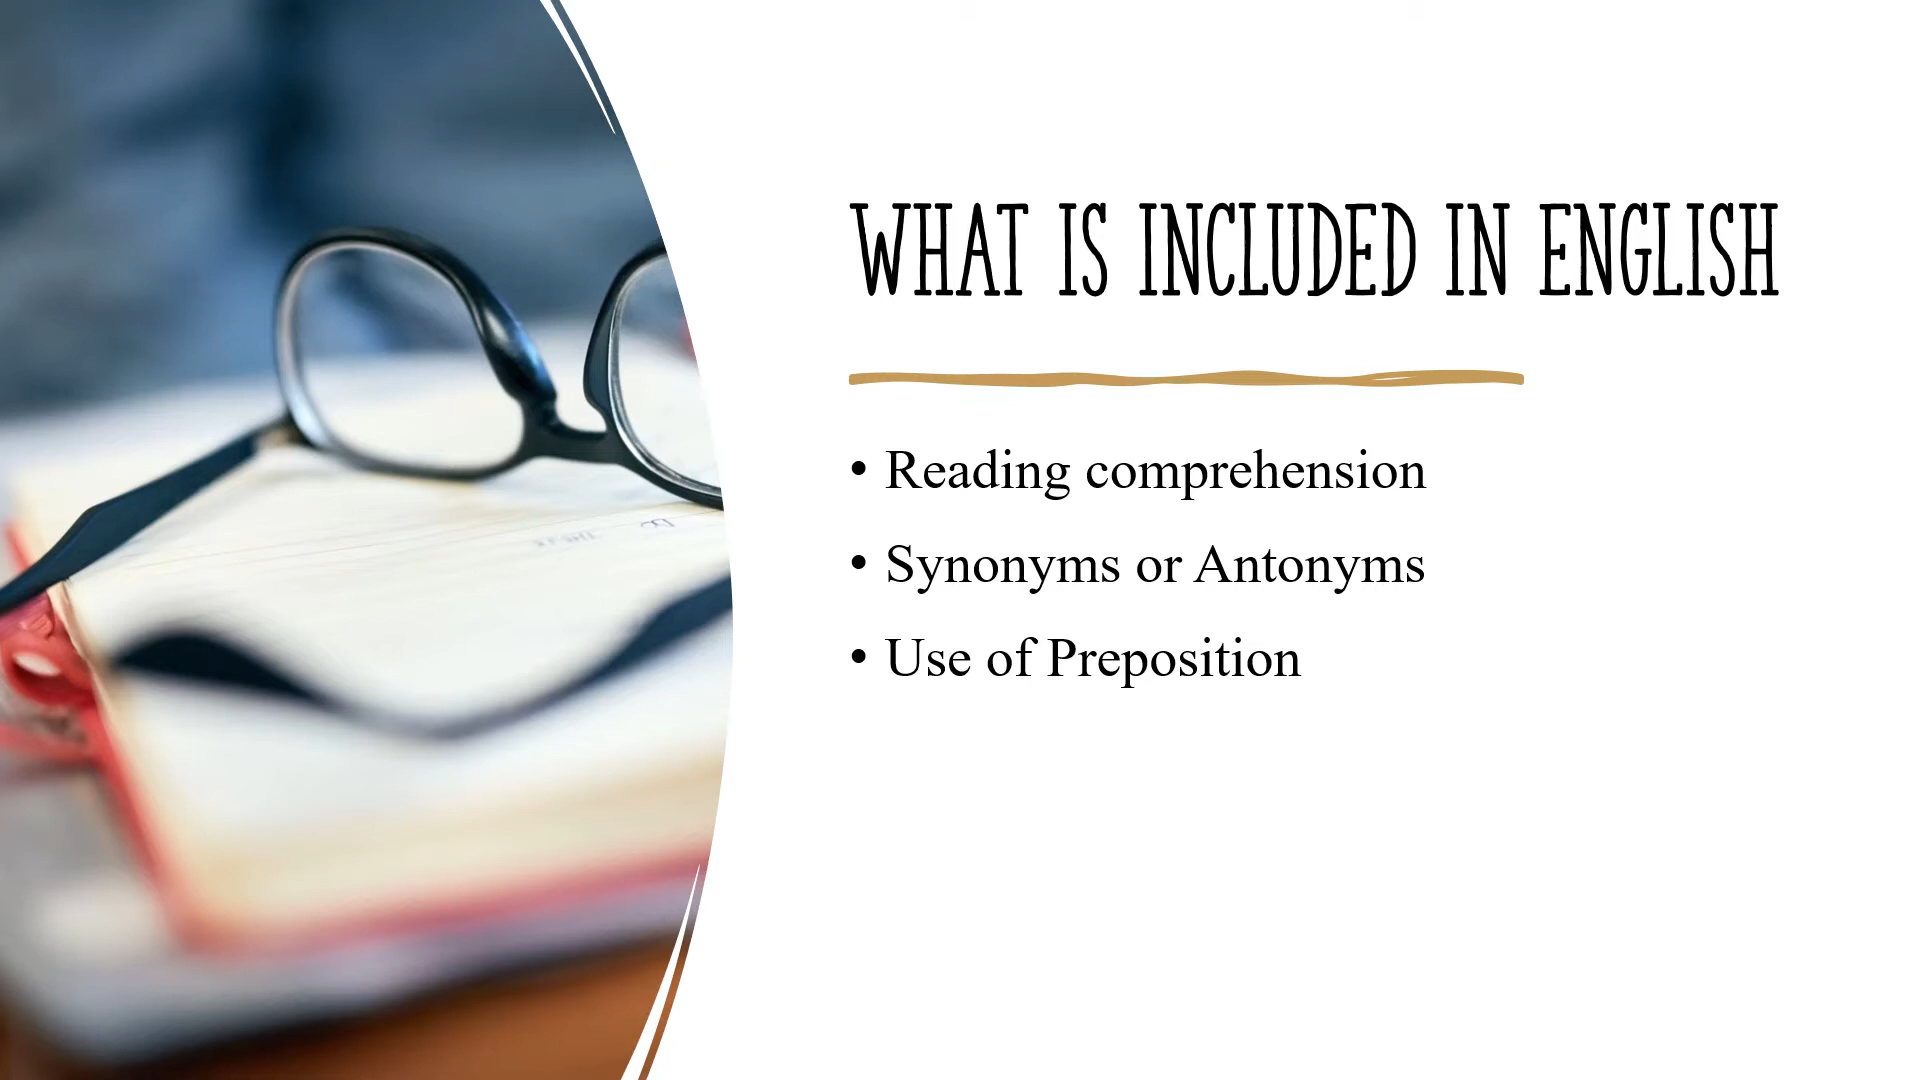 WHAT IS INCLUDED IN ENGLISH
• Reading comprehension
• Synonyms or Antonyms
• Use of Preposition